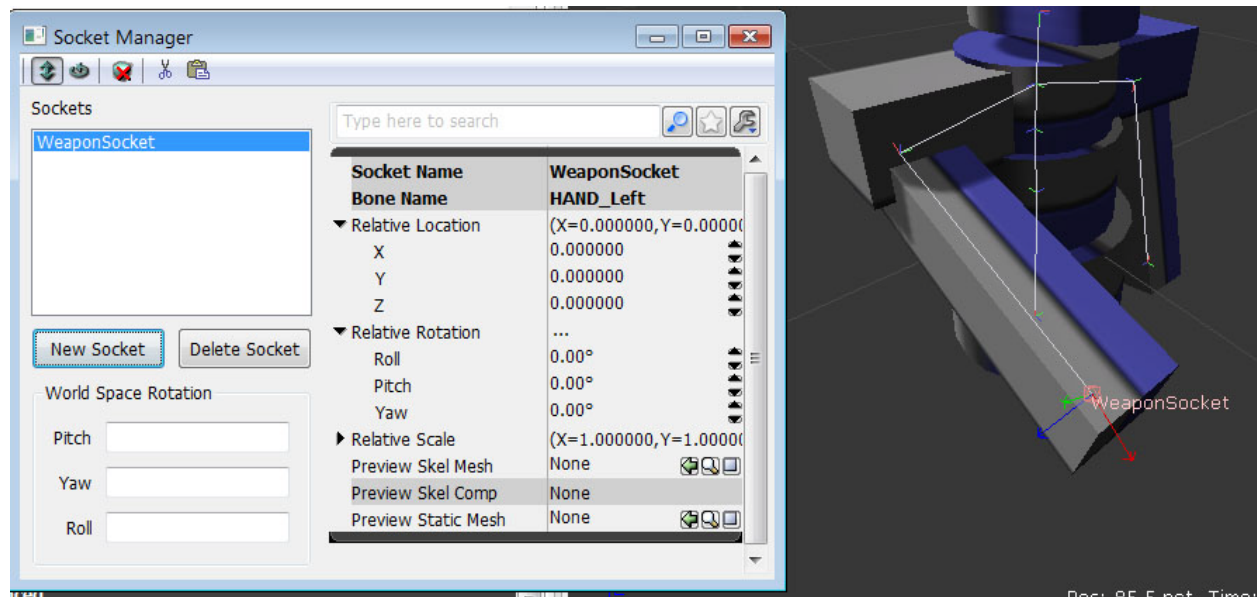 Socket Manager
Sockets
WeaponSocket
New Socket Delete Socket
World Space Rotation
Pitch
Yaw
Roll
Type here to search
Socket Name WeaponSocket
Bone Name HAND_Left
Relative Location (X=0.000000,Y=0.00000
X 0.000000
Y 0.000000
Z 0.000000
Relative Rotation ...
Roll 0.00°
Pitch 0.00°
Yaw 0.00°
Relative Scale (X=1.000000,Y=1.00000
Preview Skel Mesh None
Preview Skel Comp None
Preview Static Mesh None
WeaponSocket